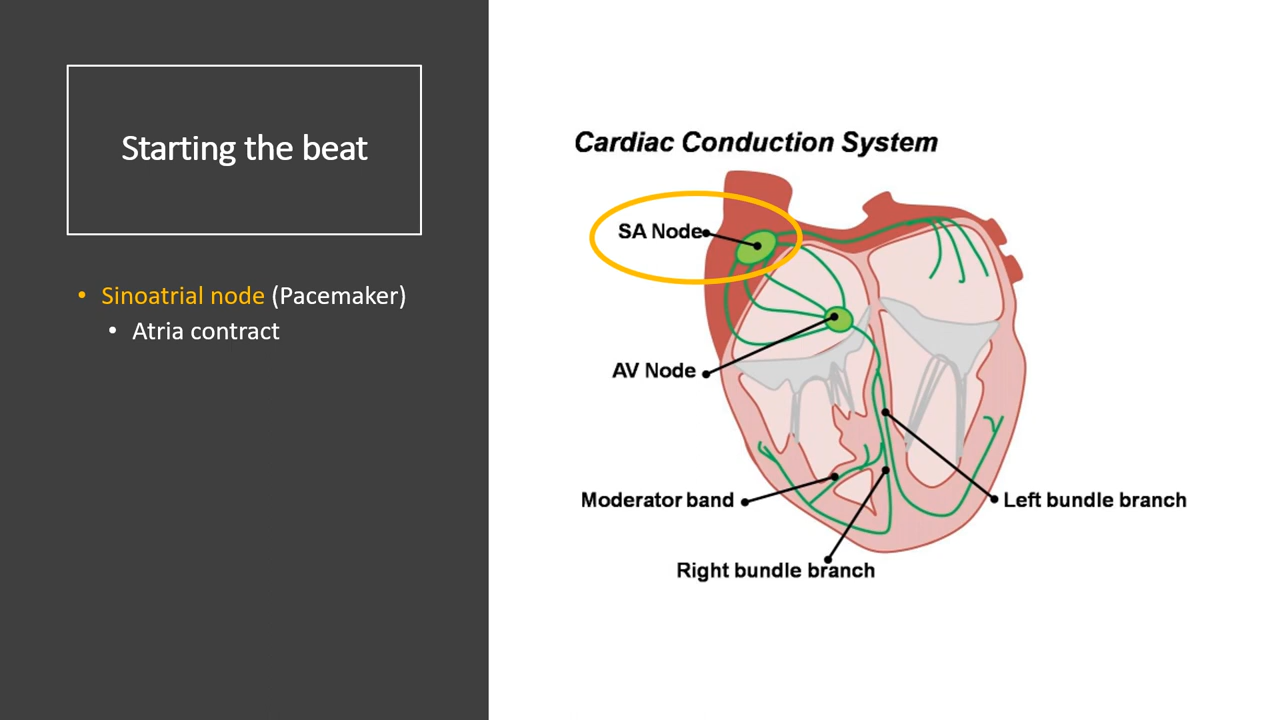 Starting the beat
• Sinoatrial node (Pacemaker)
• Atria contract
Cardiac Conduction System
SA Node
AV Node
Moderator band
Left bundle branch
Right bundle branch